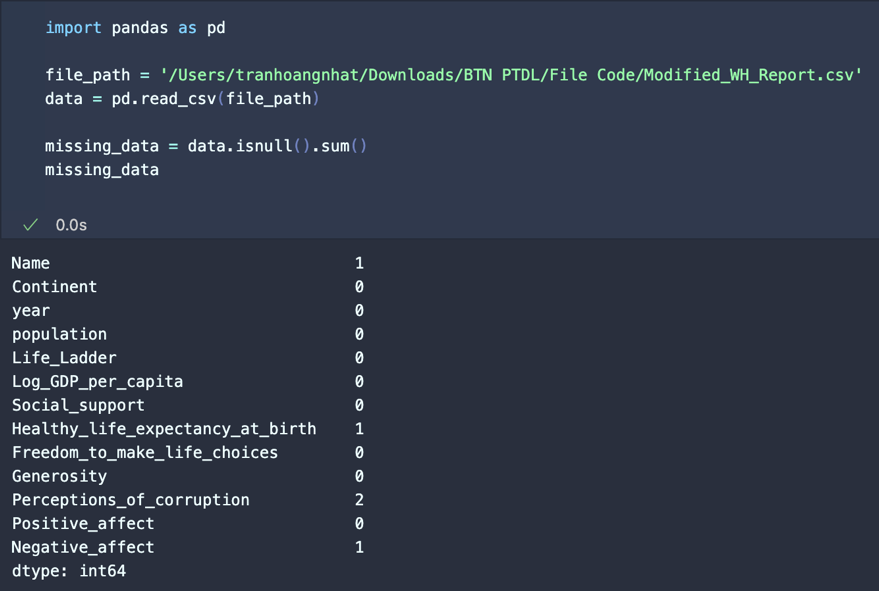 import pandas as pd
file_path = '/Users/tranhoangnhat/Downloads/BTN PTDL/File Code/Modified_WH_Report.csv'
data = pd.read_csv(file_path)
missing_data = data.isnull().sum()
missing_data
✓ 0.0s
Name 1
Continent 0
year 0
population 0
Life_Ladder 0
Log_GDP_per_capita 0
Social_support 0
Healthy_life_expectancy_at_birth 1
Freedom_to_make_life_choices 0
Generosity 0
Perceptions_of_corruption 2
Positive_affect 0
Negative_affect 1
dtype: int64